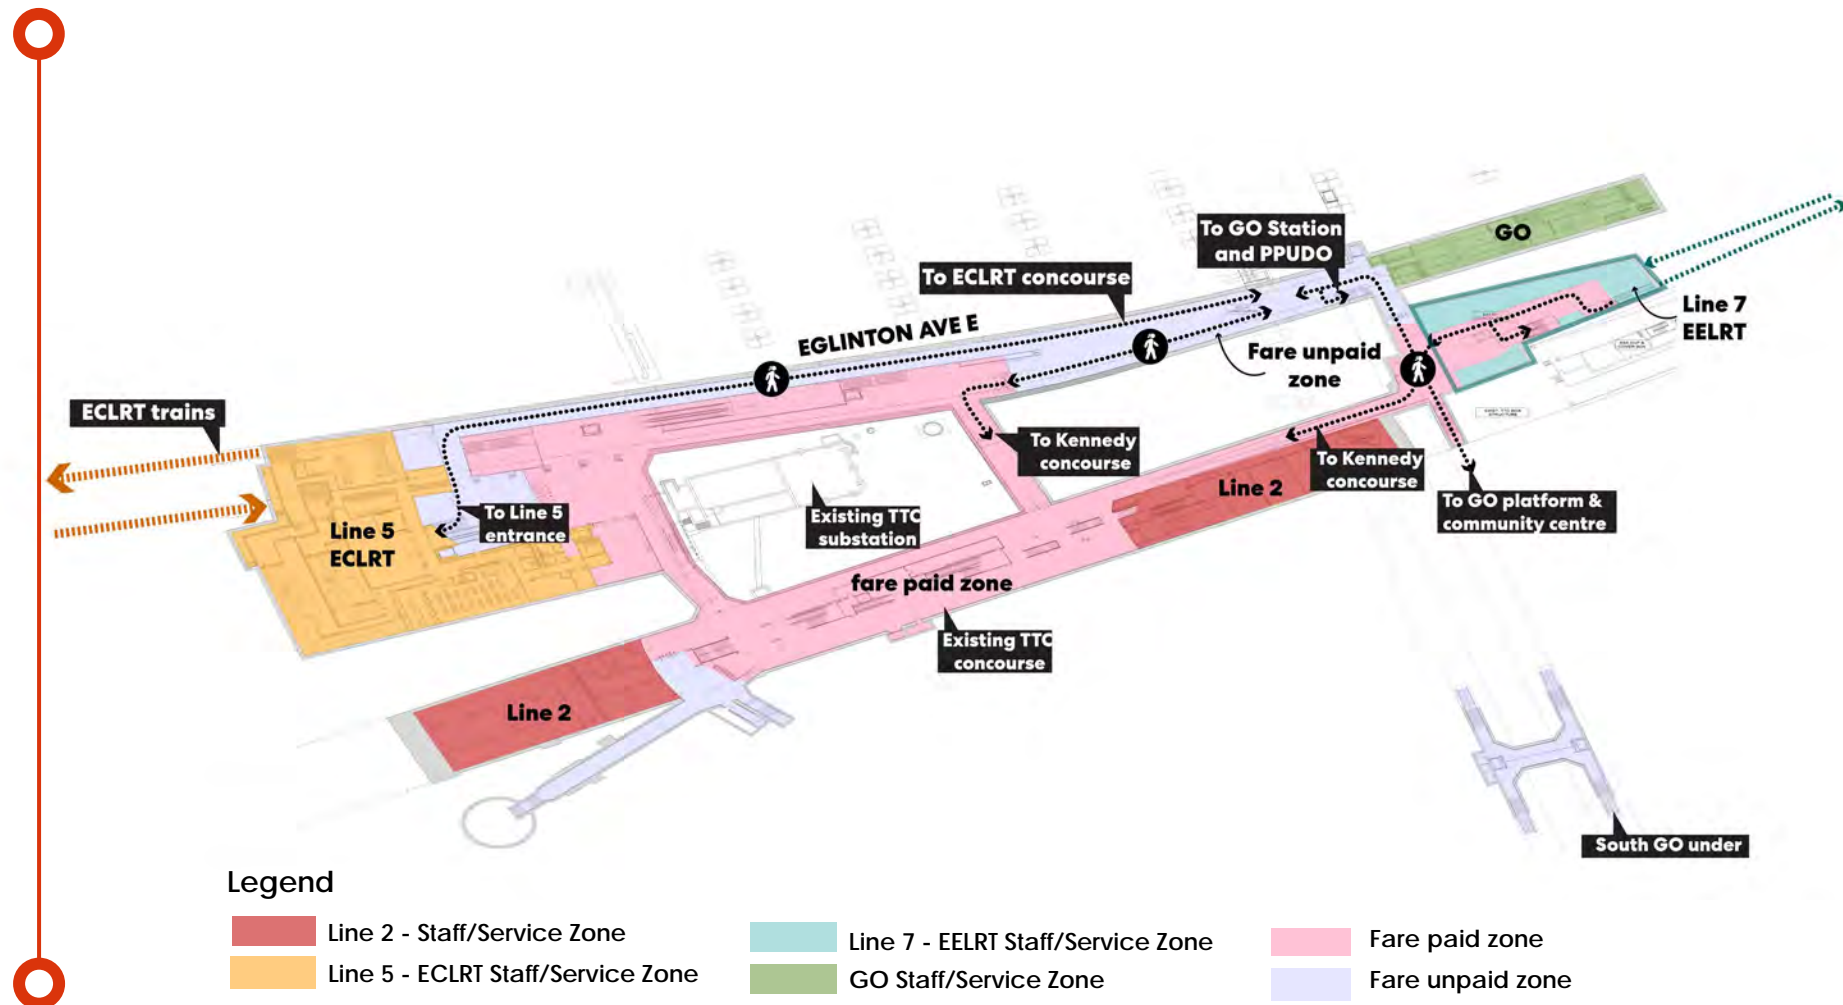 To GO Station
and PPUDO
GO
To ECLRT concourse
EGLINTON AVE E
Line 7
EELRT
Fare unpaid
zone
ECLRT trains
To Kennedy
concourse
To Kennedy
concourse
Line 2
To GO platform &
community centre
To Line 5
entrance
Existing TTC
substation
Line 5
ECLRT
fare paid zone
Existing TTC
concourse
Line 2
South GO under
Legend
Line 2 - Staff/Service Zone
Line 5 - ECLRT Staff/Service Zone
Line 7 - EELRT Staff/Service Zone
GO Staff/Service Zone
Fare paid zone
Fare unpaid zone